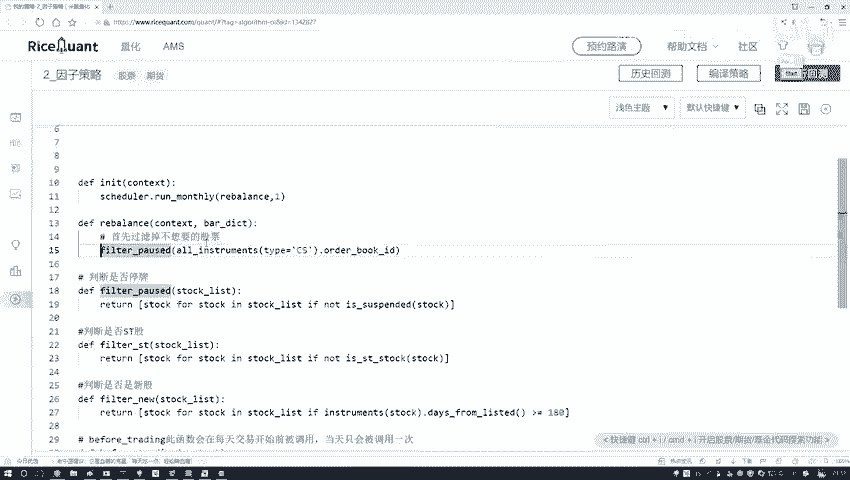 我的策略
https://www.ricequant.com/quant/#?tag=algorithm
RiceQuant 量化 AMS 预约路演 帮助文档 社区
2_因子策略 股票 期货 历史回测 编译策略 回测
浅色主题 默认快捷键
6
7
8
9
10 def init(context):
11 scheduler.run_monthly(rebalance,1)
12
13 def rebalance(context, bar_dict):
14 # 首先过滤掉不想要的股票
15 filter_paused(all_instruments(type='CS').order_book_id)
16
17 # 判断是否停牌
18 def filter_paused(stock_list):
19 return [stock for stock in stock_list if not is_suspended(stock)]
20
21 #判断是否ST股
22 def filter_st(stock_list):
23 return [stock for stock in stock_list if not is_st_stock(stock)]
24
25 #判断是否是新股
26 def filter_new(stock_list):
27 return [stock for stock in stock_list if instruments(stock).days_from_listed() >= 180]
28
29 # before_trading此函数会在每天交易开始前被调用，当天只会被调用一次
< 快捷键 ctrl + i / cmd + i 开启股票/期货/基金代码搜索功能 >